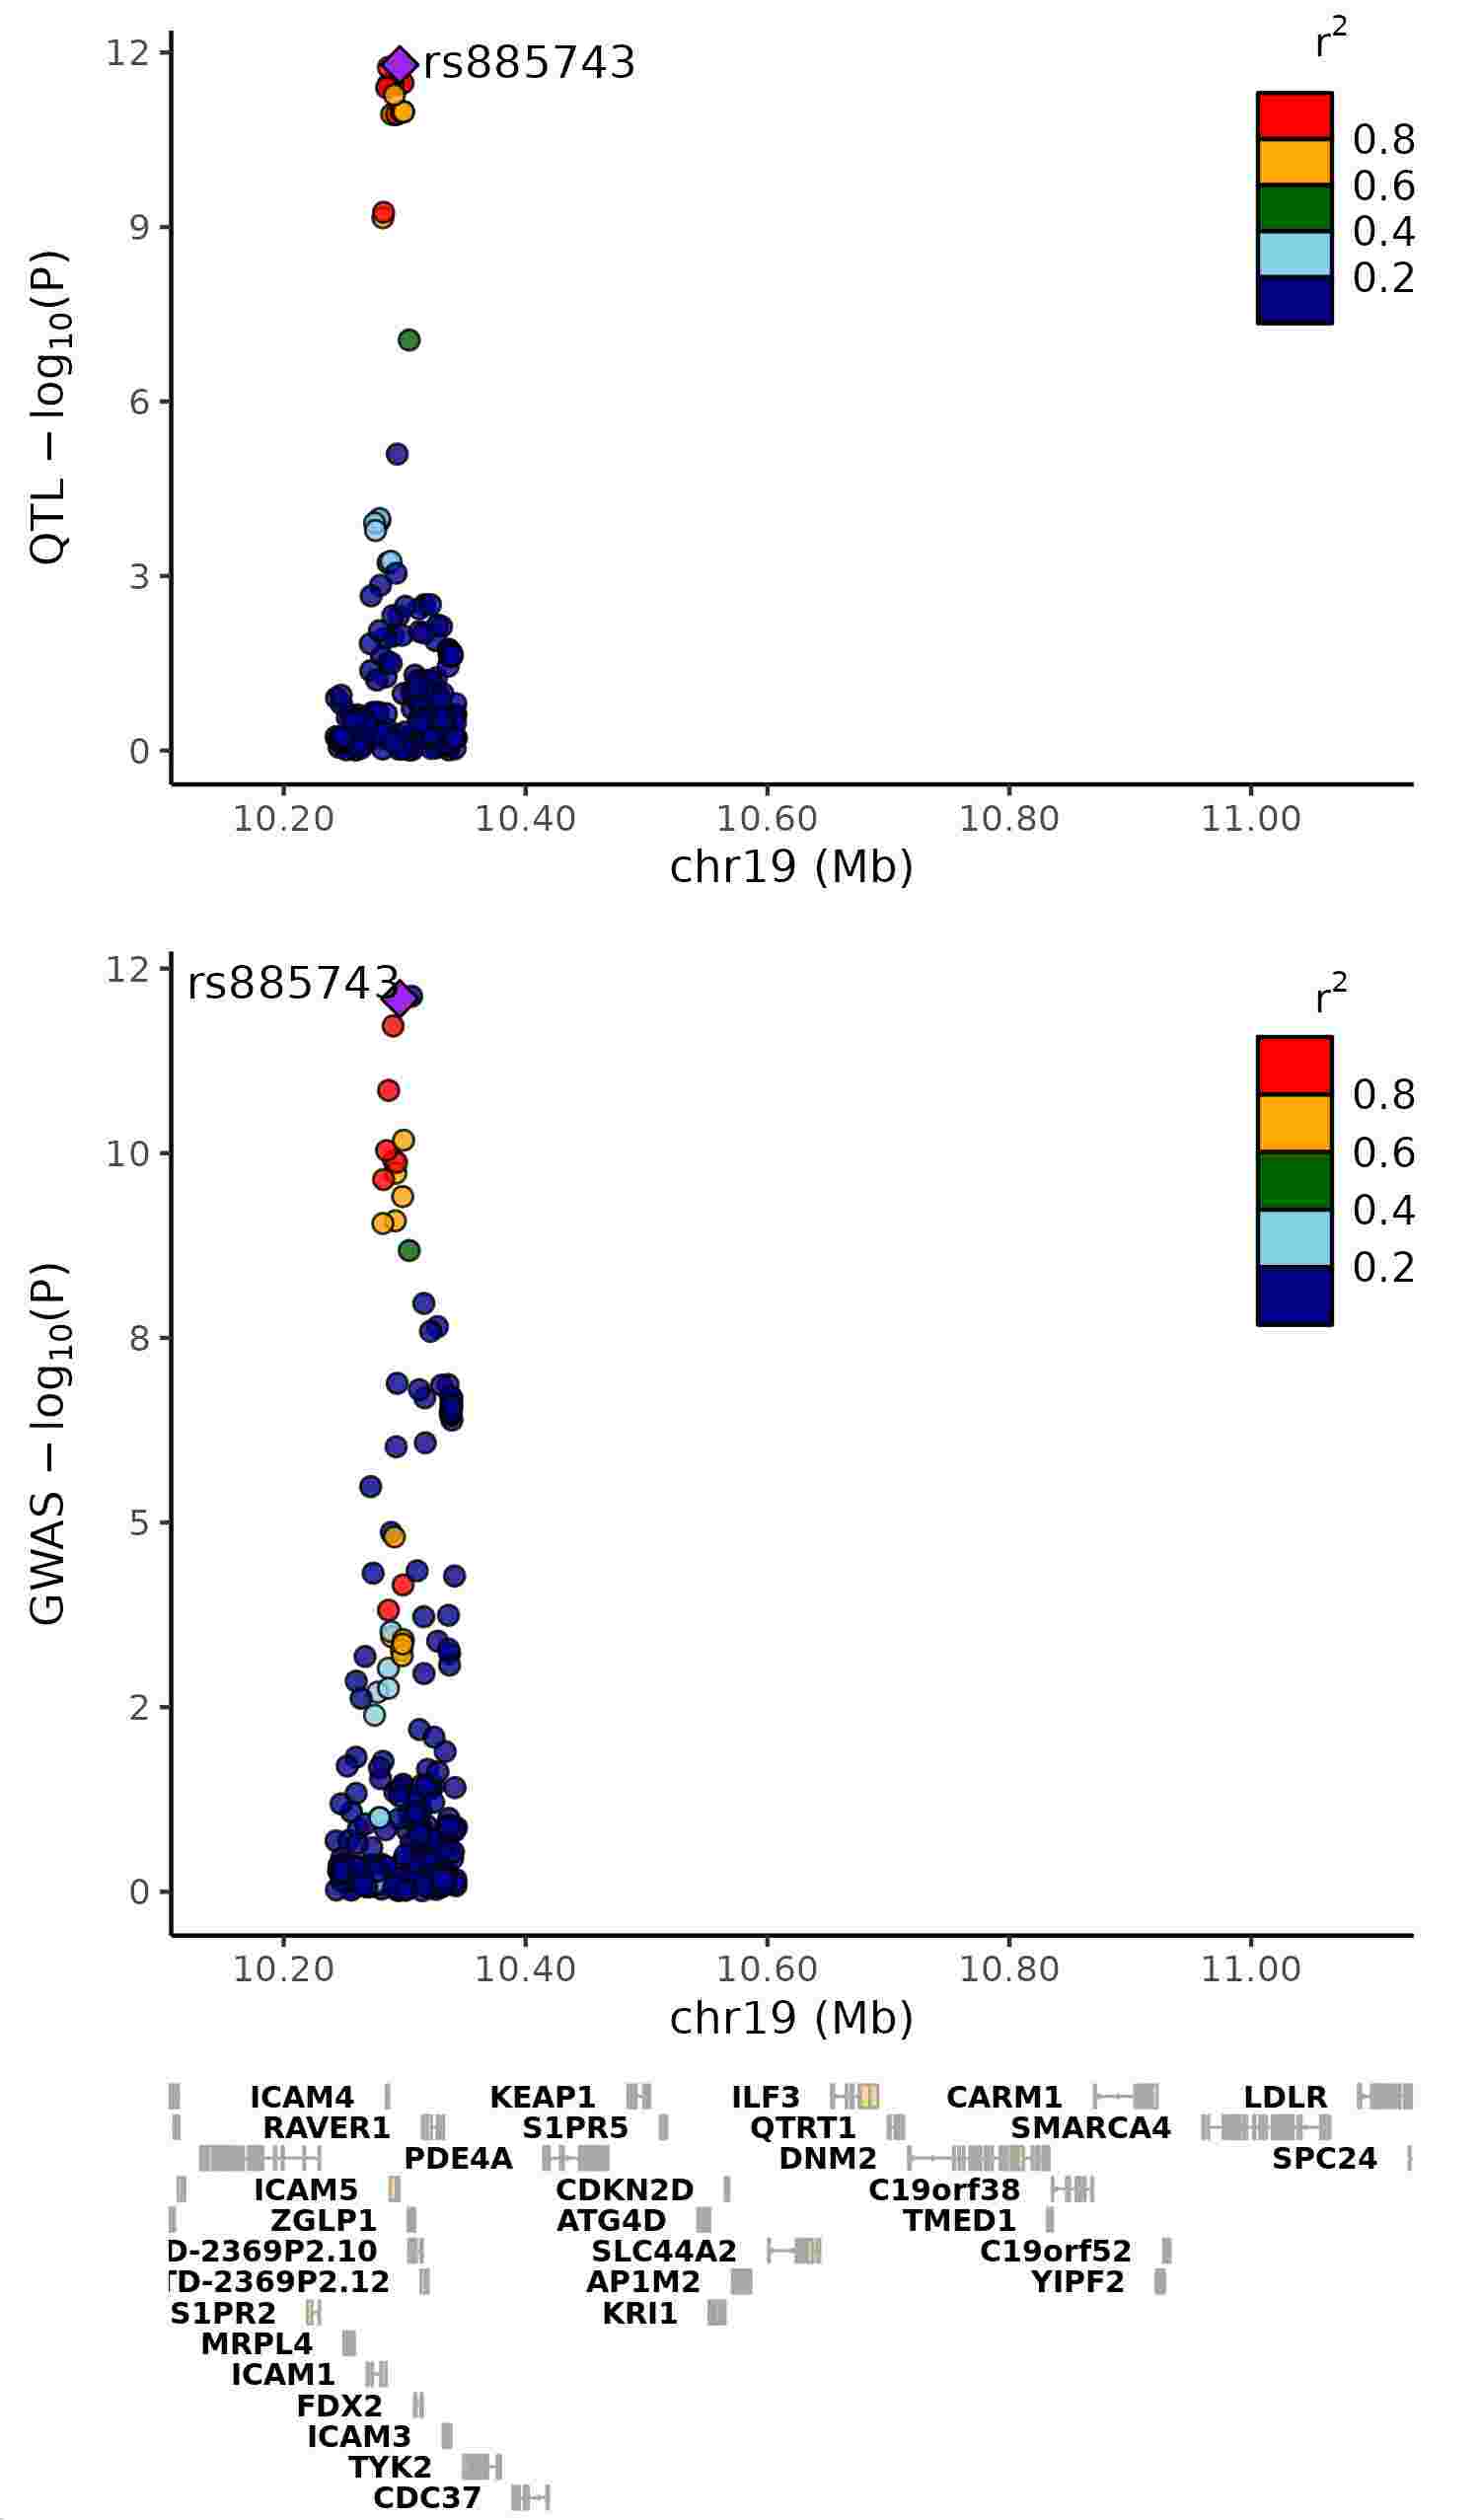 r2
12
rs885743
0.8
0.6
0.4
0.2
9
6
3
0
QTL −log10(P)
10.20 10.40 10.60 10.80 11.00
chr19 (Mb)
12
rs885743
r2
0.8
0.6
0.4
0.2
10
8
5
2
0
GWAS −log10(P)
10.20 10.40 10.60 10.80 11.00
chr19 (Mb)
ICAM4 KEAP1 ILF3 CARM1 LDLR
RAVER1 S1PR5 QTRT1 SMARCA4
PDE4A DNM2 SPC24
ICAM5 CDKN2D C19orf38
ZGLP1 ATG4D TMED1
D-2369P2.10 SLC44A2 C19orf52
TD-2369P2.12 AP1M2 YIPF2
S1PR2 KRI1
MRPL4
ICAM1
FDX2
ICAM3
TYK2
CDC37